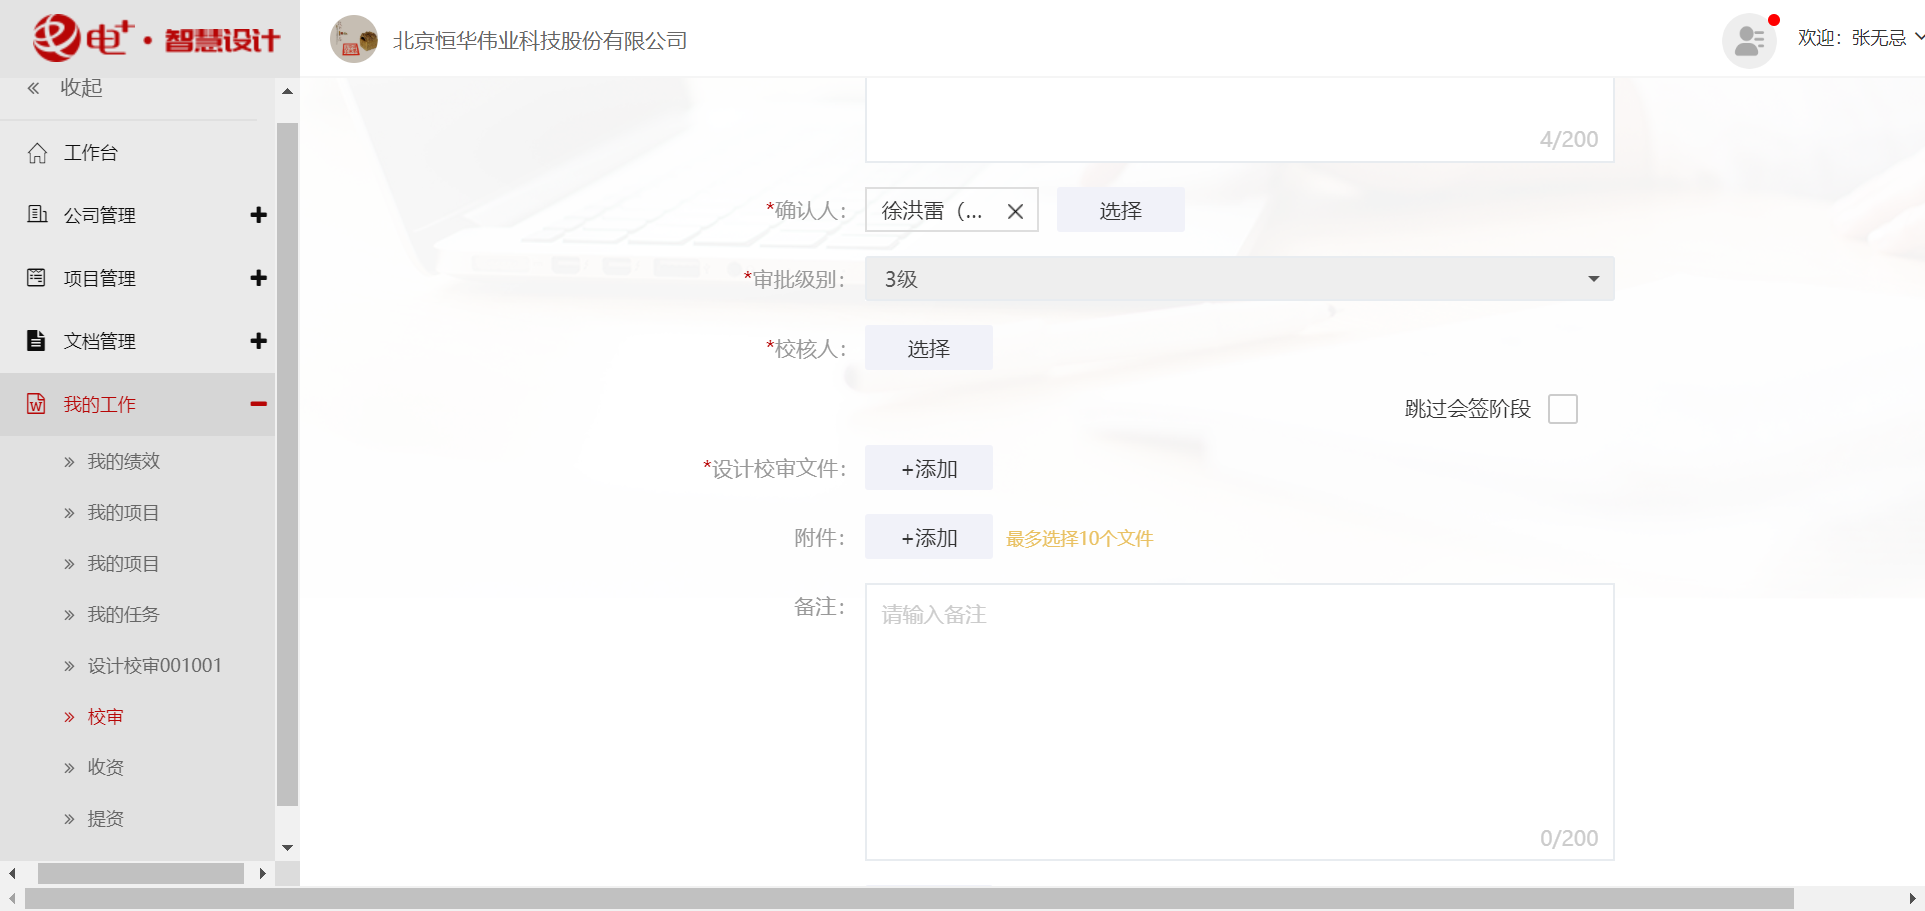 电+·智慧设计
北京恒华伟业科技股份有限公司
欢迎：张无忌
收起
工作台
公司管理
项目管理
文档管理
我的工作
我的绩效
我的项目
我的项目
我的任务
设计校审001001
校审
收资
提资
4/200
*确认人：
徐洪雷（...
选择
*审批级别：
3级
*校核人：
选择
跳过会签阶段
*设计校审文件：
+添加
附件：
+添加
最多选择10个文件
备注：
请输入备注
0/200